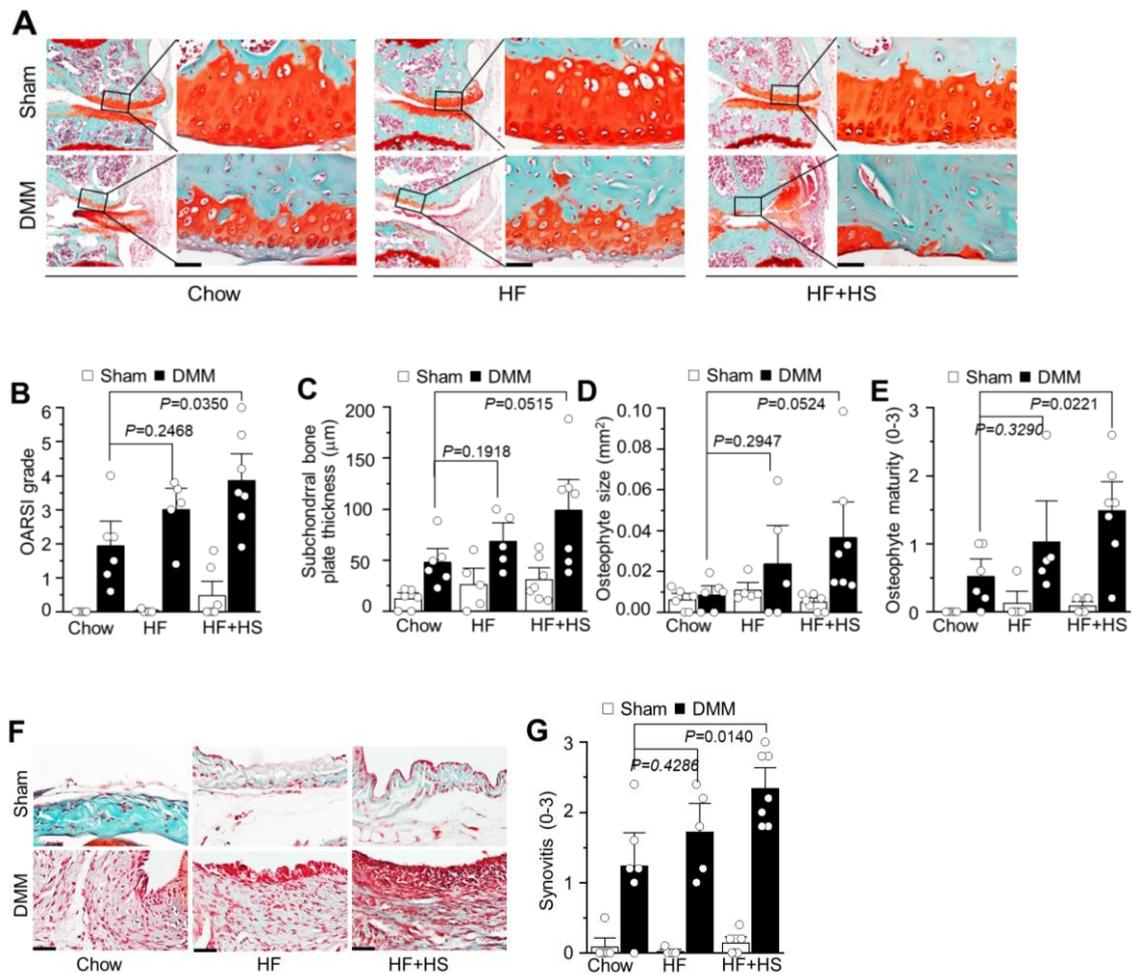 A
Sham
DMM
Chow
HF
HF+HS
B
□ Sham ■ DMM
P=0.0350
P=0.2468
OARSI grade
6
5
4
3
2
1
0
Chow
HF
HF+HS
C
□ Sham ■ DMM
P=0.0515
P=0.1918
Subchondrral bone
plate thickness (μm)
200
150
100
50
0
Chow
HF
HF+HS
D
□ Sham ■ DMM
P=0.0524
P=0.2947
Osteophyte size (mm²)
0.10
0.08
0.06
0.04
0.02
0.00
Chow
HF
HF+HS
E
□ Sham ■ DMM
P=0.0221
P=0.3290
Osteophyte maturity (0-3)
3
2
1
0
Chow
HF
HF+HS
F
Sham
DMM
Chow
HF
HF+HS
G
□ Sham ■ DMM
P=0.0140
P=0.4286
Synovitis (0-3)
3
2
1
0
Chow
HF
HF+HS